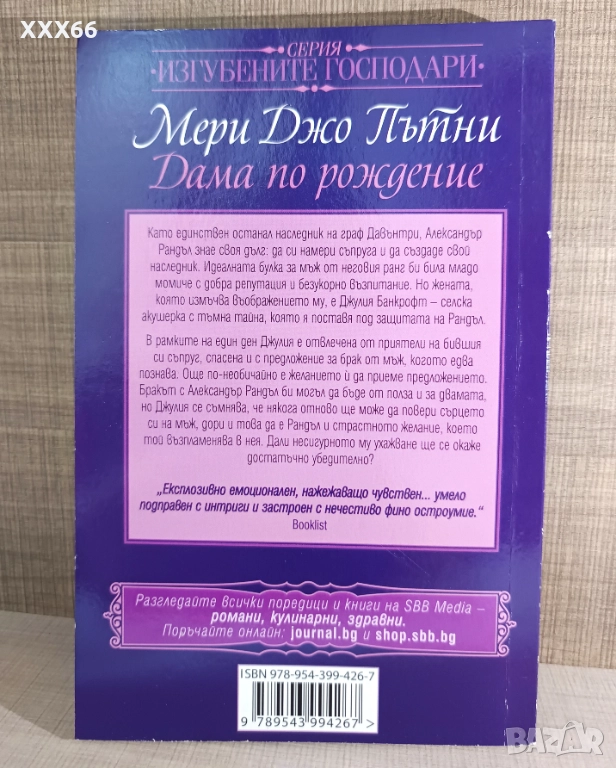 XXX66
СЕРИЯ
ИЗГУБЕНИТЕ ГОСПОДАРИ
Мери Джо Пътни
Дама по рождение
Като единствен останал наследник на граф Давънтри, Александър
Рандъл знае своя дълг: да си намери съпруга и да създаде свой
наследник. Идеалната булка за мъж от неговия ранг би била младо
момиче с добра репутация и безукорно възпитание. Но жената,
която измъчва въображението му, е Джулия Банкрофт – селска
акушерка с тъмна тайна, която я поставя под защитата на Рандъл.
В рамките на един ден Джулия е отвлечена от приятели на бившия
си съпруг, спасена и с предложение за брак от мъж, когото едва
познава. Още по-необичайно е желанието ѝ да приеме предложението.
Бракът с Александър Рандъл би могъл да бъде от полза и за двамата,
но Джулия се съмнява, че някога отново ще може да повери сърцето
си на мъж, дори и това да е Рандъл и страстното желание, което
той възпламенява в нея. Дали несигурното му ухажване ще се окаже
достатъчно убедително?
„Експлозивно емоционален, нажежаващо чувствен... умело
подправен с интриги и застроен с нечестиво фино остроумие.“
Booklist
Разгледайте всички поредици и книги на SBB Media –
романи, кулинарни, здравни.
Поръчайте онлайн: journal.bg и shop.sbb.bg
ISBN 978-954-399-426-7
9 789543 994267 >
BAZAR